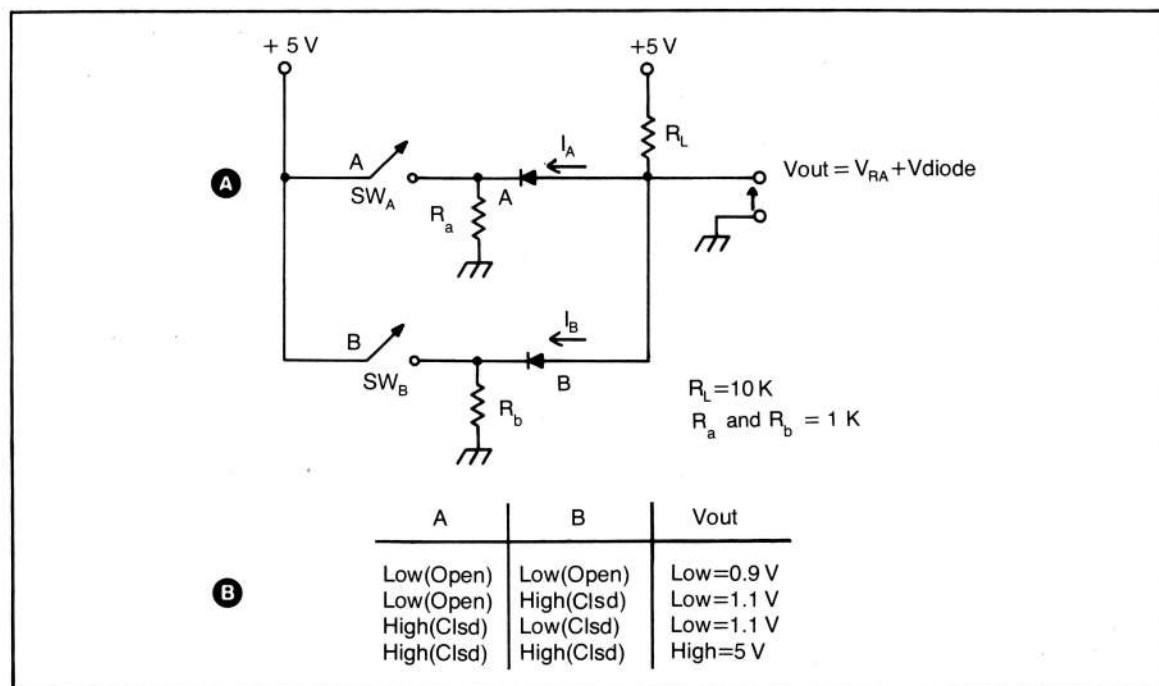 + 5 V
+5 V
R_L
A
I_A
A
SW_A
A
Vout = V_RA + Vdiode
R_a
B
I_B
SW_B
B
R_b
R_L = 10 K
R_a and R_b = 1 K
A B Vout
B
Low(Open) Low(Open) Low=0.9 V
Low(Open) High(Clsd) Low=1.1 V
High(Clsd) Low(Clsd) Low=1.1 V
High(Clsd) High(Clsd) High=5 V